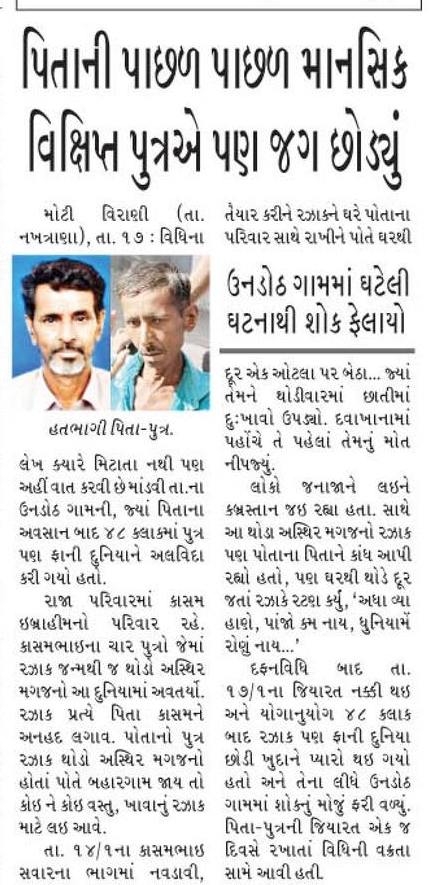 પિતાની પાછળ પાછળ માનસિક
વિક્ષિપ્ત પુત્રએ પણ જગ છોડ્યું
મોટી વિરાણી (તા.
નખત્રાણા), તા. ૧૭ : વિધિના
હતભાગી પિતા-પુત્ર.
લેખ ક્યારે મિટાતા નથી પણ
અહીં વાત કરવી છે માંડવી તા.ના
ઉનડોઠ ગામની, જ્યાં પિતાના
અવસાન બાદ ૪૮ કલાકમાં પુત્ર
પણ ફાની દુનિયાને અલવિદા
કરી ગયો હતો.
રાજા પરિવારમાં કાસમ
ઇબ્રાહીમનો પરિવાર રહે.
કાસમભાઇના ચાર પુત્રો જેમાં
રઝાક જન્મથી જ થોડો અસ્થિર
મગજનો આ દુનિયામાં અવતર્યો.
રઝાક પ્રત્યે પિતા કાસમને
અનહદ લગાવ. પોતાનો પુત્ર
રઝાક થોડો અસ્થિર મગજનો
હોતાં પોતે બહારગામ જાય તો
કોઇ ને કોઇ વસ્તુ, ખાવાનું રઝાક
માટે લઇ આવે.
તા. ૧૪/૧ના કાસમભાઇ
સવારના ભાગમાં નવડાવી,
તૈયાર કરીને રઝાકને ઘરે પોતાના
પરિવાર સાથે રાખીને પોતે ઘરથી
ઉનડોઠ ગામમાં ઘટેલી
ઘટનાથી શોક ફેલાયો
દૂર એક ઓટલા પર બેઠા... જ્યાં
તેમને થોડીવારમાં છાતીમાં
દુઃખાવો ઉપડ્યો. દવાખાનામાં
પહોંચે તે પહેલાં તેમનું મોત
નીપજ્યું.
લોકો જનાજાને લઇને
કબ્રસ્તાન જઇ રહ્યા હતા. સાથે
આ થોડા અસ્થિર મગજનો રઝાક
પણ પોતાના પિતાને કાંધ આપી
રહ્યો હતો, પણ ઘરથી થોડે દૂર
જતાં રઝાકે રટણ કર્યું, ‘અધા વ્યા
હાણે, પાંજો કમ નાય, ધુનિયામેં
રોણું નાય...’
દફનવિધિ બાદ તા.
૧૭/૧ના જિયારત નક્કી થઇ
અને યોગાનુયોગ ૪૮ કલાક
બાદ રઝાક પણ ફાની દુનિયા
છોડી ખુદાને પ્યારો થઇ ગયો
હતો અને તેના લીધે ઉનડોઠ
ગામમાં શોકનું મોજું ફરી વળ્યું.
પિતા-પુત્રની જિયારત એક જ
દિવસે રખાતાં વિધિની વક્રતા
સામે આવી હતી.